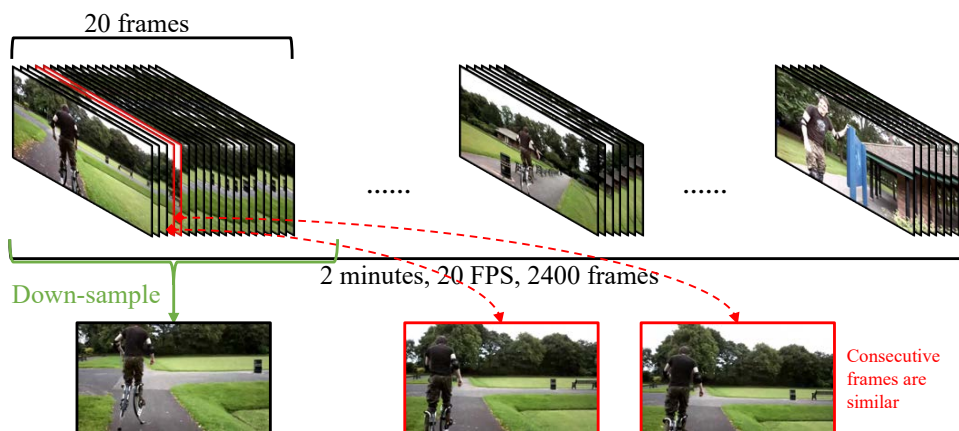 20 frames
......
......
2 minutes, 20 FPS, 2400 frames
Down-sample
Consecutive
frames are
similar